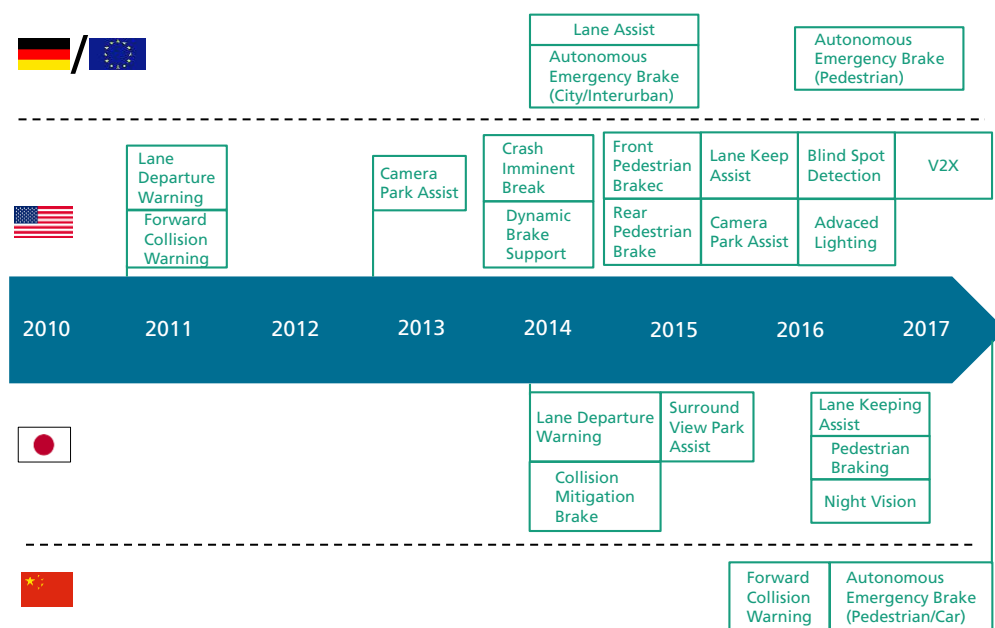 Lane Assist
Autonomous
Emergency Brake
(City/Interurban)
Autonomous
Emergency Brake
(Pedestrian)
Lane
Departure
Warning
Forward
Collision
Warning
Camera
Park Assist
Crash
Imminent
Break
Dynamic
Brake
Support
Front
Pedestrian
Brakec
Rear
Pedestrian
Brake
Lane Keep
Assist
Camera
Park Assist
Blind Spot
Detection
Advaced
Lighting
V2X
2010 2011 2012 2013 2014 2015 2016 2017
Lane Departure
Warning
Collision
Mitigation
Brake
Surround
View Park
Assist
Lane Keeping
Assist
Pedestrian
Braking
Night Vision
Forward
Collision
Warning
Autonomous
Emergency Brake
(Pedestrian/Car)